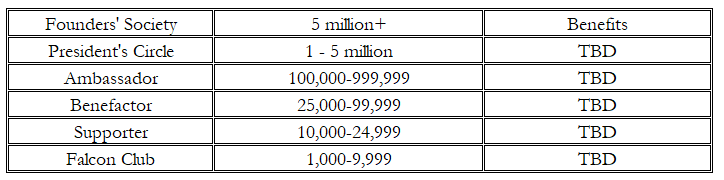 Founders' Society 5 million+ Benefits
President's Circle 1 - 5 million TBD
Ambassador 100,000-999,999 TBD
Benefactor 25,000-99,999 TBD
Supporter 10,000-24,999 TBD
Falcon Club 1,000-9,999 TBD